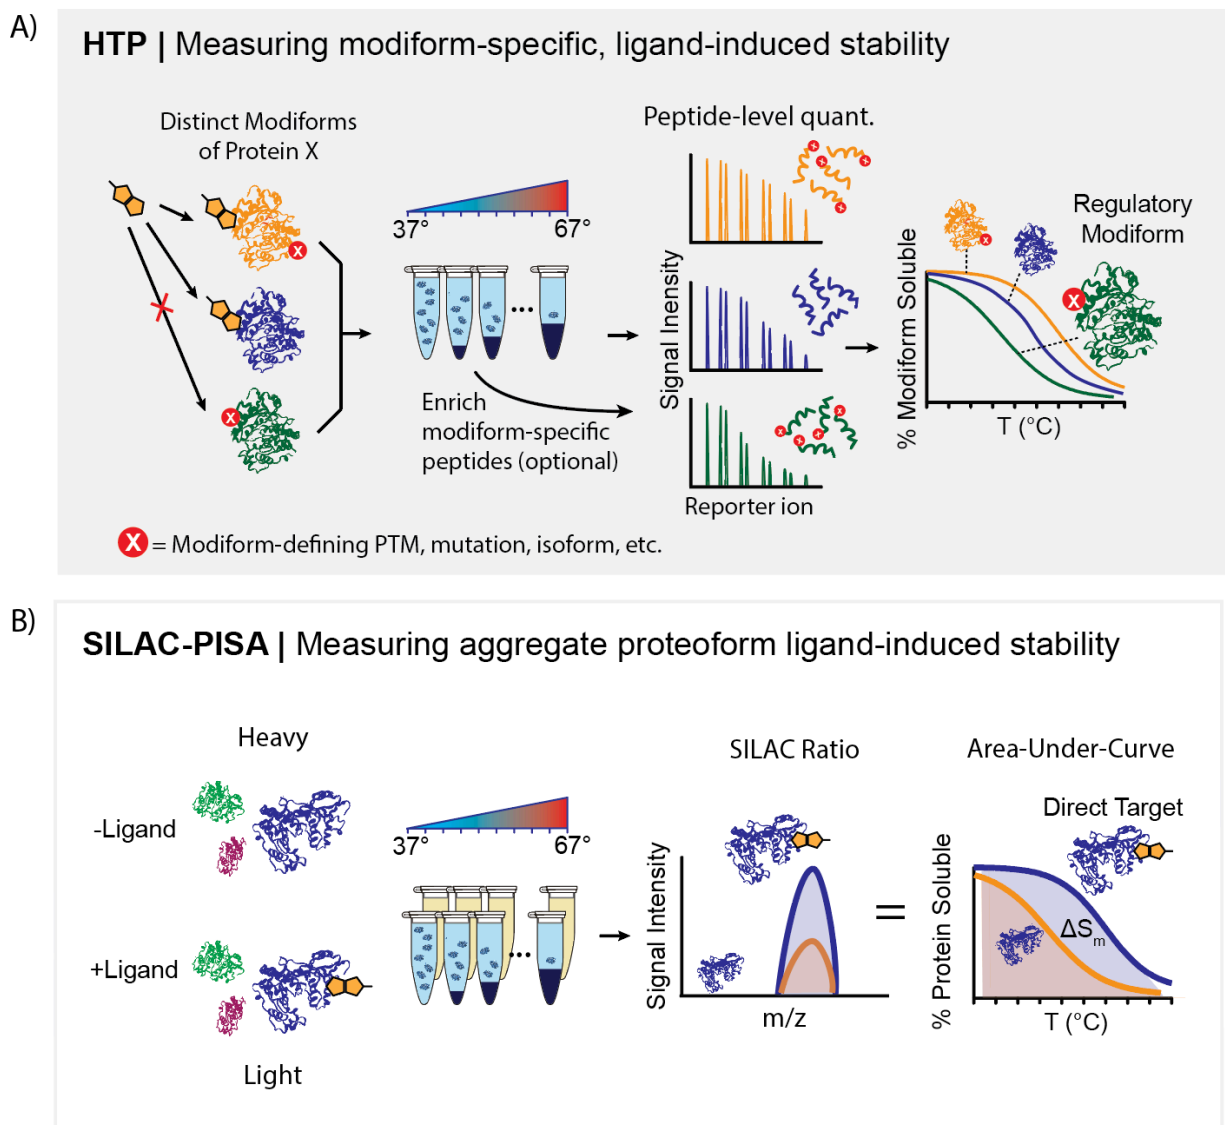 A)
HTP | Measuring modiform-specific, ligand-induced stability
Distinct Modiforms
of Protein X
X
X
37°
67°
...
Enrich
modiform-specific
peptides (optional)
Peptide-level quant.
Signal Inensity
X
X
X
X
X
X
X
X
Reporter ion
Regulatory
Modiform
X
X
% Modiform Soluble
T (°C)
X = Modiform-defining PTM, mutation, isoform, etc.
B)
SILAC-PISA | Measuring aggregate proteoform ligand-induced stability
Heavy
-Ligand
+Ligand
Light
37°
67°
...
SILAC Ratio
Signal Intensity
m/z
=
Area-Under-Curve
Direct Target
% Protein Soluble
ΔSm
T (°C)